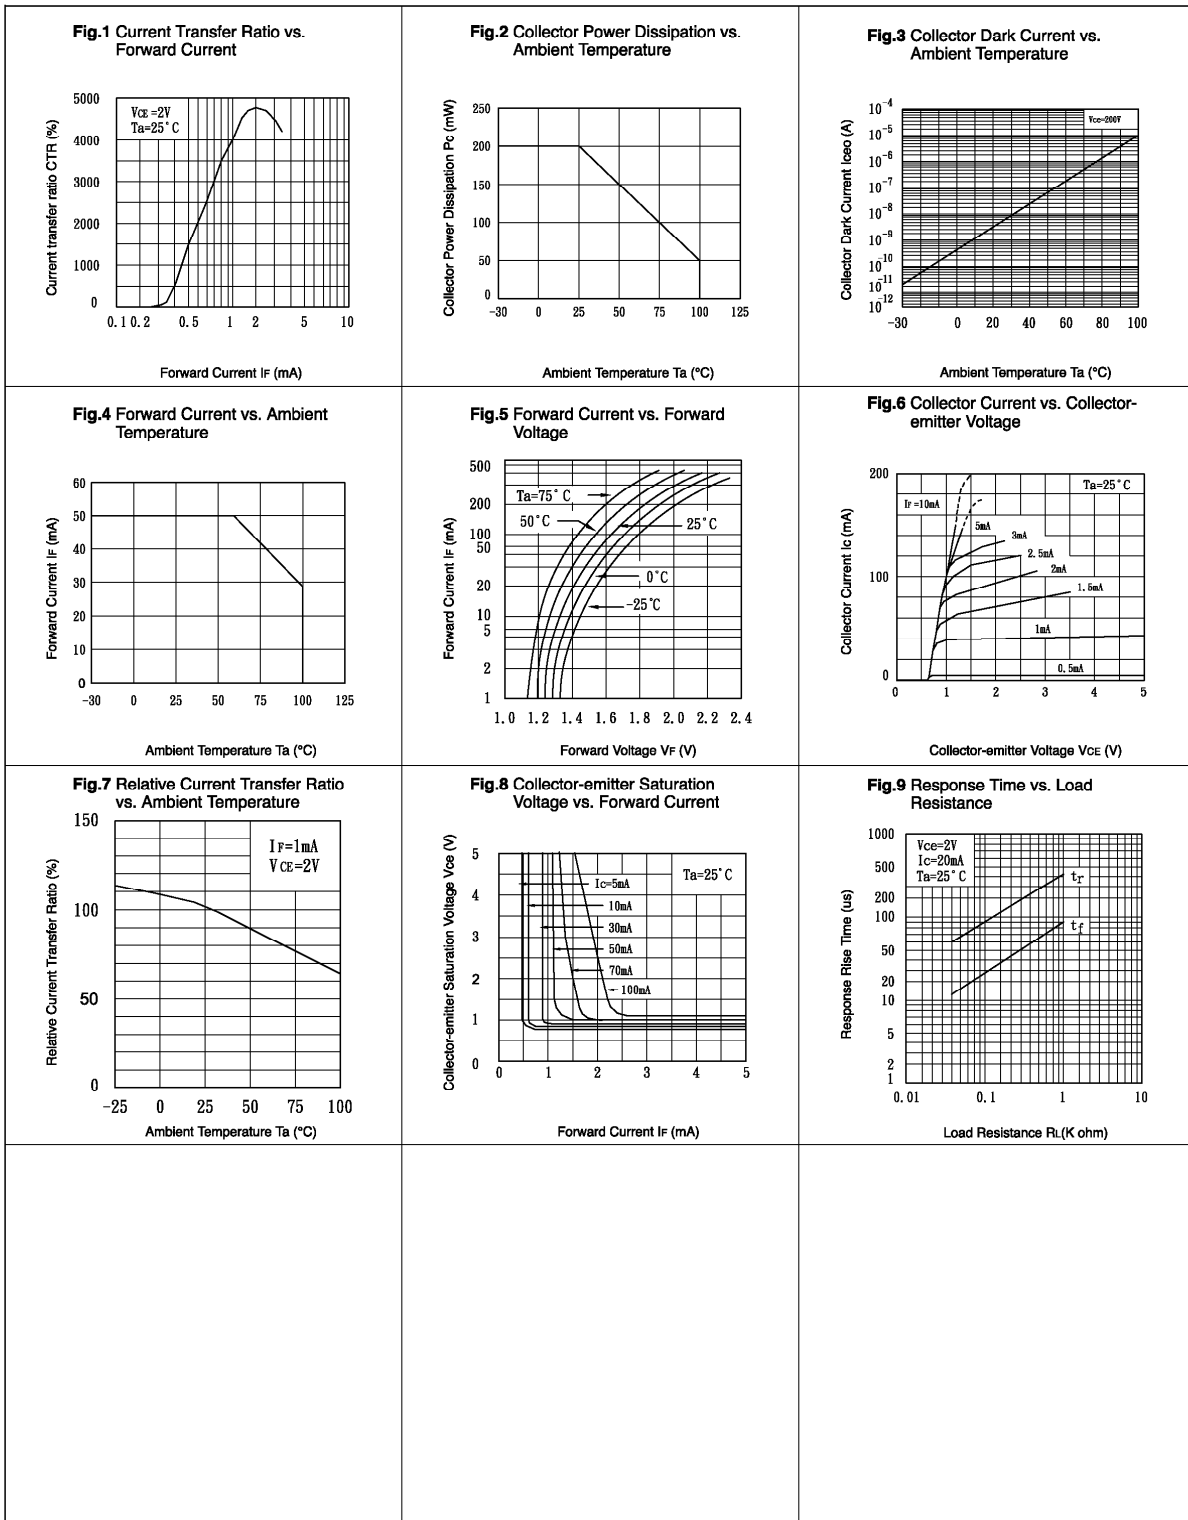 Fig.1 Current Transfer Ratio vs.
Forward Current
Current transfer ratio CTR (%)
5000
4000
3000
2000
1000
0
VCE =2V
Ta=25°C
0.1 0.2 0.5 1 2 5 10
Forward Current IF (mA)
Fig.2 Collector Power Dissipation vs.
Ambient Temperature
Collector Power Dissipation Pc (mW)
250
200
150
100
50
0
-30 0 25 50 75 100 125
Ambient Temperature Ta (°C)
Fig.3 Collector Dark Current vs.
Ambient Temperature
Collector Dark Current Iceo (A)
10-4
10-5
10-6
10-7
10-8
10-9
10-10
10-11
10-12
Vce=200V
-30 0 20 40 60 80 100
Ambient Temperature Ta (°C)
Fig.4 Forward Current vs. Ambient
Temperature
Forward Current IF (mA)
60
50
40
30
20
10
0
-30 0 25 50 75 100 125
Ambient Temperature Ta (°C)
Fig.5 Forward Current vs. Forward
Voltage
Forward Current IF (mA)
500
200
100
50
20
10
5
2
1
Ta=75°C
50°C
25°C
0°C
-25°C
1.0 1.2 1.4 1.6 1.8 2.0 2.2 2.4
Forward Voltage VF (V)
Fig.6 Collector Current vs. Collector-
emitter Voltage
Collector Current Ic (mA)
200
100
0
Ta=25°C
IF=10mA
5mA
3mA
2.5mA
2mA
1.5mA
1mA
0.5mA
0 1 2 3 4 5
Collector-emitter Voltage VCE (V)
Fig.7 Relative Current Transfer Ratio
vs. Ambient Temperature
Relative Current Transfer Ratio (%)
150
100
50
0
IF=1mA
VCE=2V
-25 0 25 50 75 100
Ambient Temperature Ta (°C)
Fig.8 Collector-emitter Saturation
Voltage vs. Forward Current
Collector-emitter Saturation Voltage Vce (V)
5
4
3
2
1
0
Ta=25°C
Ic=5mA
10mA
30mA
50mA
70mA
100mA
0 1 2 3 4 5
Forward Current IF (mA)
Fig.9 Response Time vs. Load
Resistance
Response Rise Time (us)
1000
500
200
100
50
20
10
5
2
1
Vce=2V
Ic=20mA
Ta=25°C
tr
tf
0.01 0.1 1 10
Load Resistance RL(K ohm)